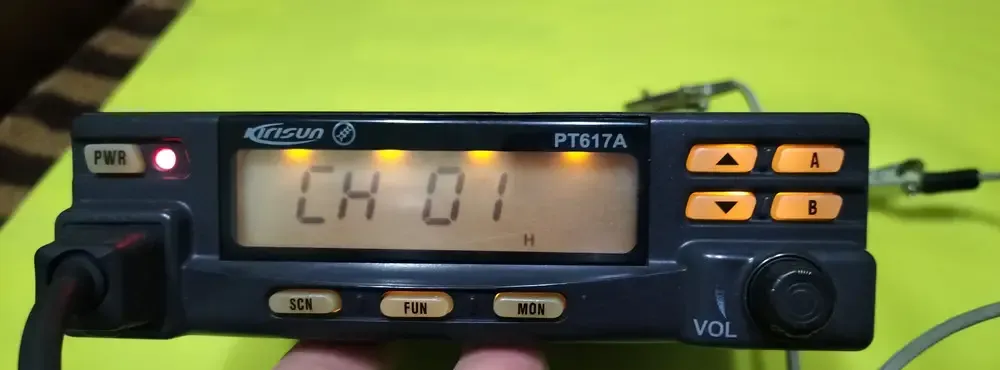 Kirisun
PT617A
PWR
CH 01
H
▲
A
▼
B
SCN
FUN
MON
VOL